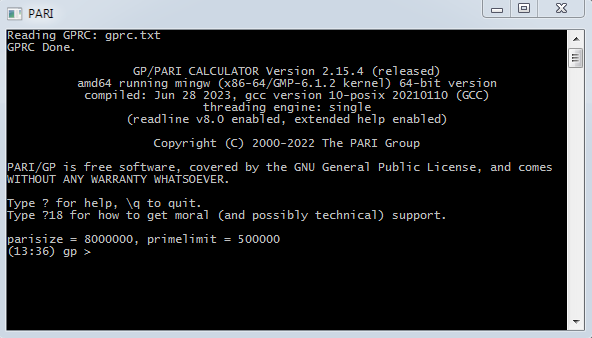 PARI
Reading GPRC: gprc.txt
GPRC Done.
GP/PARI CALCULATOR Version 2.15.4 (released)
amd64 running mingw (x86-64/GMP-6.1.2 kernel) 64-bit version
compiled: Jun 28 2023, gcc version 10-posix 20210110 (GCC)
threading engine: single
(readline v8.0 enabled, extended help enabled)
Copyright (C) 2000-2022 The PARI Group
PARI/GP is free software, covered by the GNU General Public License, and comes
WITHOUT ANY WARRANTY WHATSOEVER.
Type ? for help, \q to quit.
Type ?18 for how to get moral (and possibly technical) support.
parisize = 8000000, primelimit = 500000
(13:36) gp >